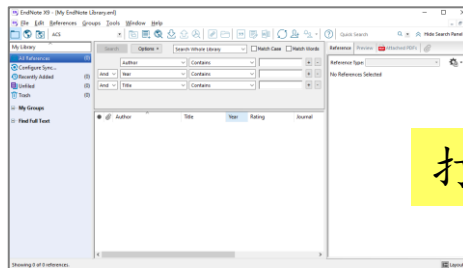 EndNote X9 - [My EndNote Library.enl]
File Edit References Groups Tools Window Help
ACS Quick Search Hide Search Panel
My Library
All References (0)
Configure Sync...
Recently Added (0)
Unfiled (0)
Trash (0)
My Groups
Find Full Text
Search Options Search Whole Library Match Case Match Words
Author Contains
And Year Contains
And Title Contains
Author Title Year Rating Journal
Reference Preview Attached PDFs
Reference Type:
No References Selected
打
Showing 0 of 0 references.
Layout